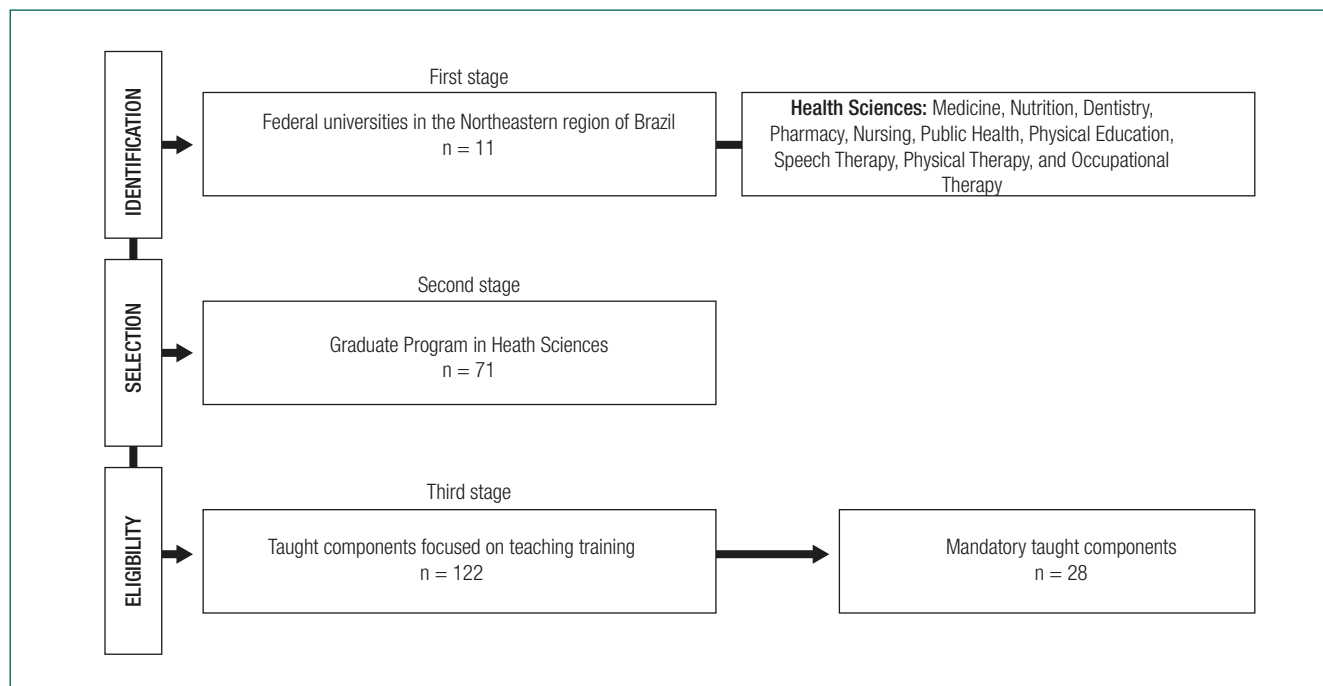 First stage
IDENTIFICATION
Federal universities in the Northeastern region of Brazil
n = 11
Health Sciences: Medicine, Nutrition, Dentistry,
Pharmacy, Nursing, Public Health, Physical Education,
Speech Therapy, Physical Therapy, and Occupational
Therapy
Second stage
SELECTION
Graduate Program in Heath Sciences
n = 71
Third stage
ELIGIBILITY
Taught components focused on teaching training
n = 122
Mandatory taught components
n = 28